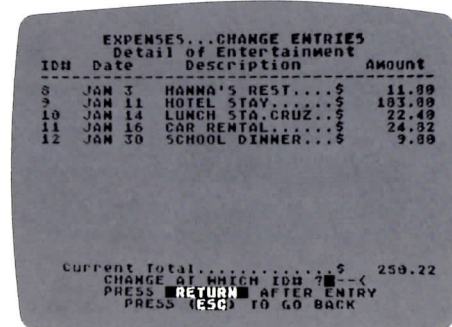 EXPENSES...CHANGE ENTRIES
Detail of Entertainment
ID# Date Description Amount
8 JAN 3 HANNA'S REST....$ 11.00
9 JAN 11 HOTEL STAY......$ 183.00
10 JAN 14 LUNCH STA.CRUZ..$ 22.40
11 JAN 16 CAR RENTAL......$ 24.82
12 JAN 30 SCHOOL DINNER...$ 9.00
Current Total............$ 250.22
CHANGE AT WHICH ID# ?█--<
PRESS RETURN AFTER ENTRY
PRESS (ESC) TO GO BACK